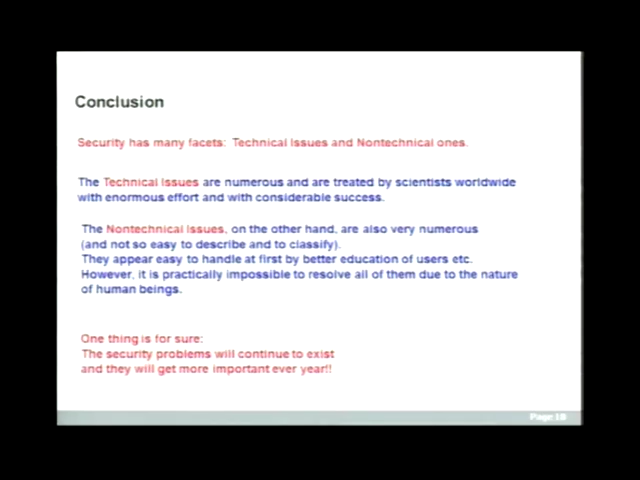 Conclusion
Security has many facets: Technical Issues and Nontechnical ones.
The Technical Issues are numerous and are treated by scientists worldwide
with enormous effort and with considerable success.
The Nontechnical Issues, on the other hand, are also very numerous
(and not so easy to describe and to classify).
They appear easy to handle at first by better education of users etc.
However, it is practically impossible to resolve all of them due to the nature
of human beings.
One thing is for sure:
The security problems will continue to exist
and they will get more important ever year!!
Page 18